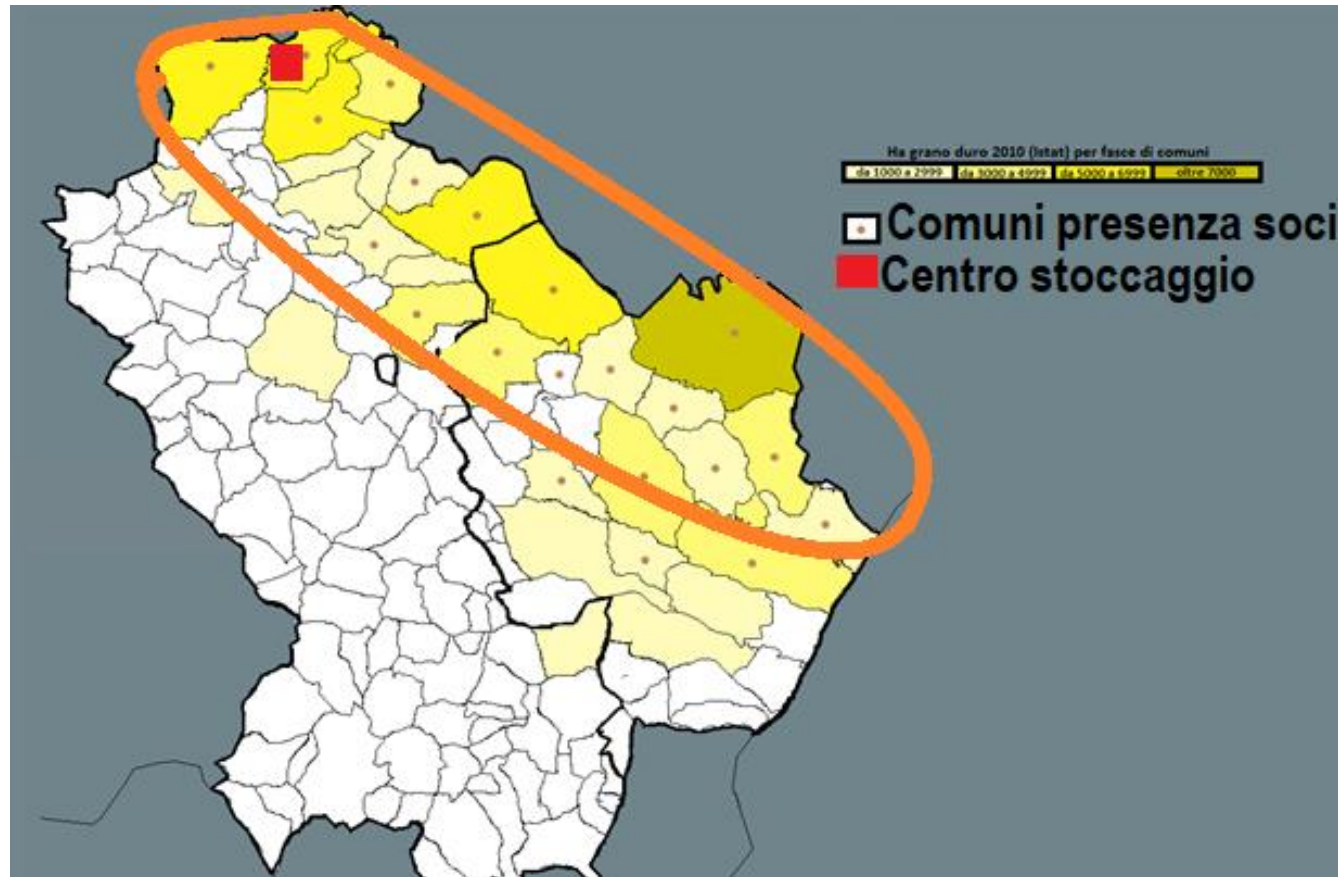 Ha grano duro 2010 (Istat) per fasce di comuni
da 1000 a 2999 da 3000 a 4999 da 5000 a 6999 oltre 7000
Comuni presenza soci
Centro stoccaggio